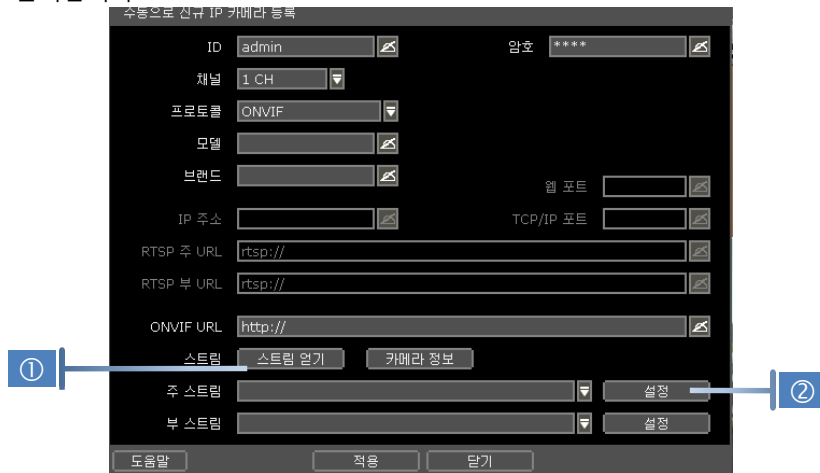 수동으로 신규 IP 카메라 등록
ID admin 암호 ****
채널 1 CH
프로토콜 ONVIF
모델
브랜드
웹 포트
IP 주소 TCP/IP 포트
RTSP 주 URL rtsp://
RTSP 부 URL rtsp://
ONVIF URL http://
스트림 스트림 얻기 카메라 정보
①
주 스트림 설정
②
부 스트림 설정
도움말 적용 닫기